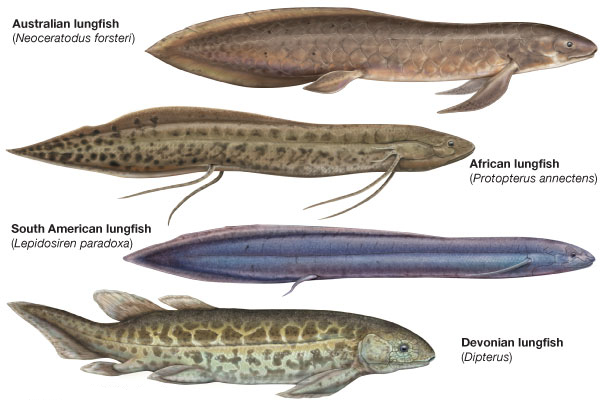 Australian lungfish
(Neoceratodus forsteri)
African lungfish
(Protopterus annectens)
South American lungfish
(Lepidosiren paradoxa)
Devonian lungfish
(Dipterus)